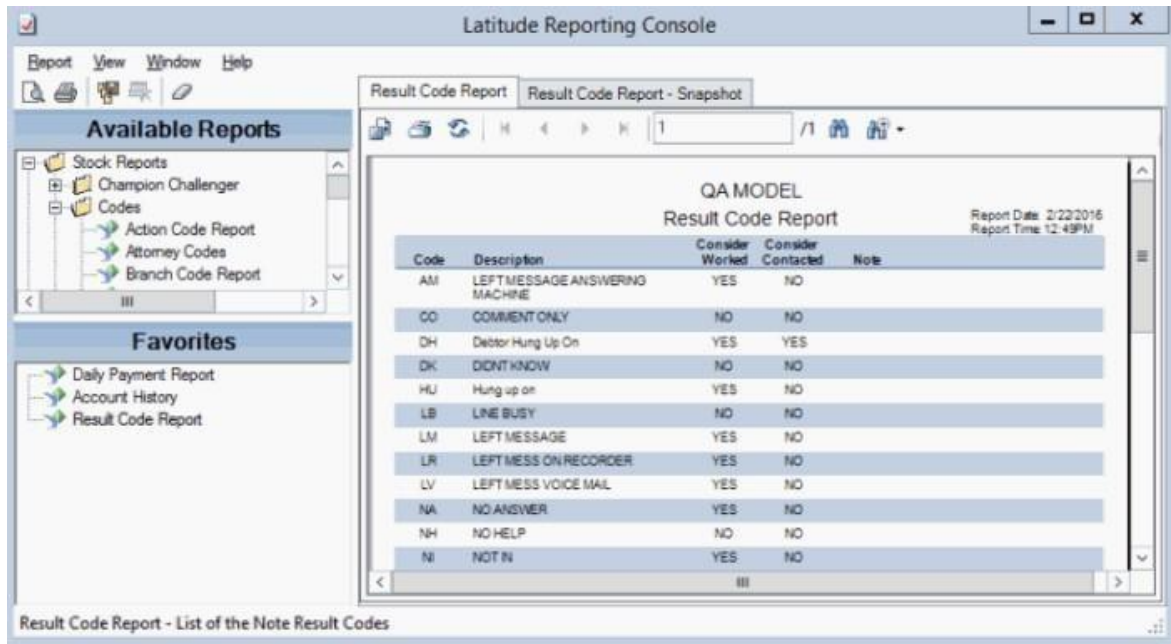 Latitude Reporting Console
Report View Window Help
Available Reports
Stock Reports
Champion Challenger
Codes
Action Code Report
Attorney Codes
Branch Code Report
Favorites
Daily Payment Report
Account History
Result Code Report
Result Code Report Result Code Report - Snapshot
1 /1
QA MODEL
Result Code Report
Report Date: 2/22/2016
Report Time: 12:49PM
Consider Consider
Code Description Worked Contacted Note
AM LEFT MESSAGE ANSWERING YES NO
MACHINE
CO COMMENT ONLY NO NO
DH Debtor Hung Up On YES YES
DK DIDNT KNOW NO NO
HU Hung up on YES NO
LB LINE BUSY NO NO
LM LEFT MESSAGE YES NO
LR LEFT MESS ON RECORDER YES NO
LV LEFT MESS VOICE MAIL YES NO
NA NO ANSWER YES NO
NH NO HELP NO NO
NI NOT IN YES NO
Result Code Report - List of the Note Result Codes